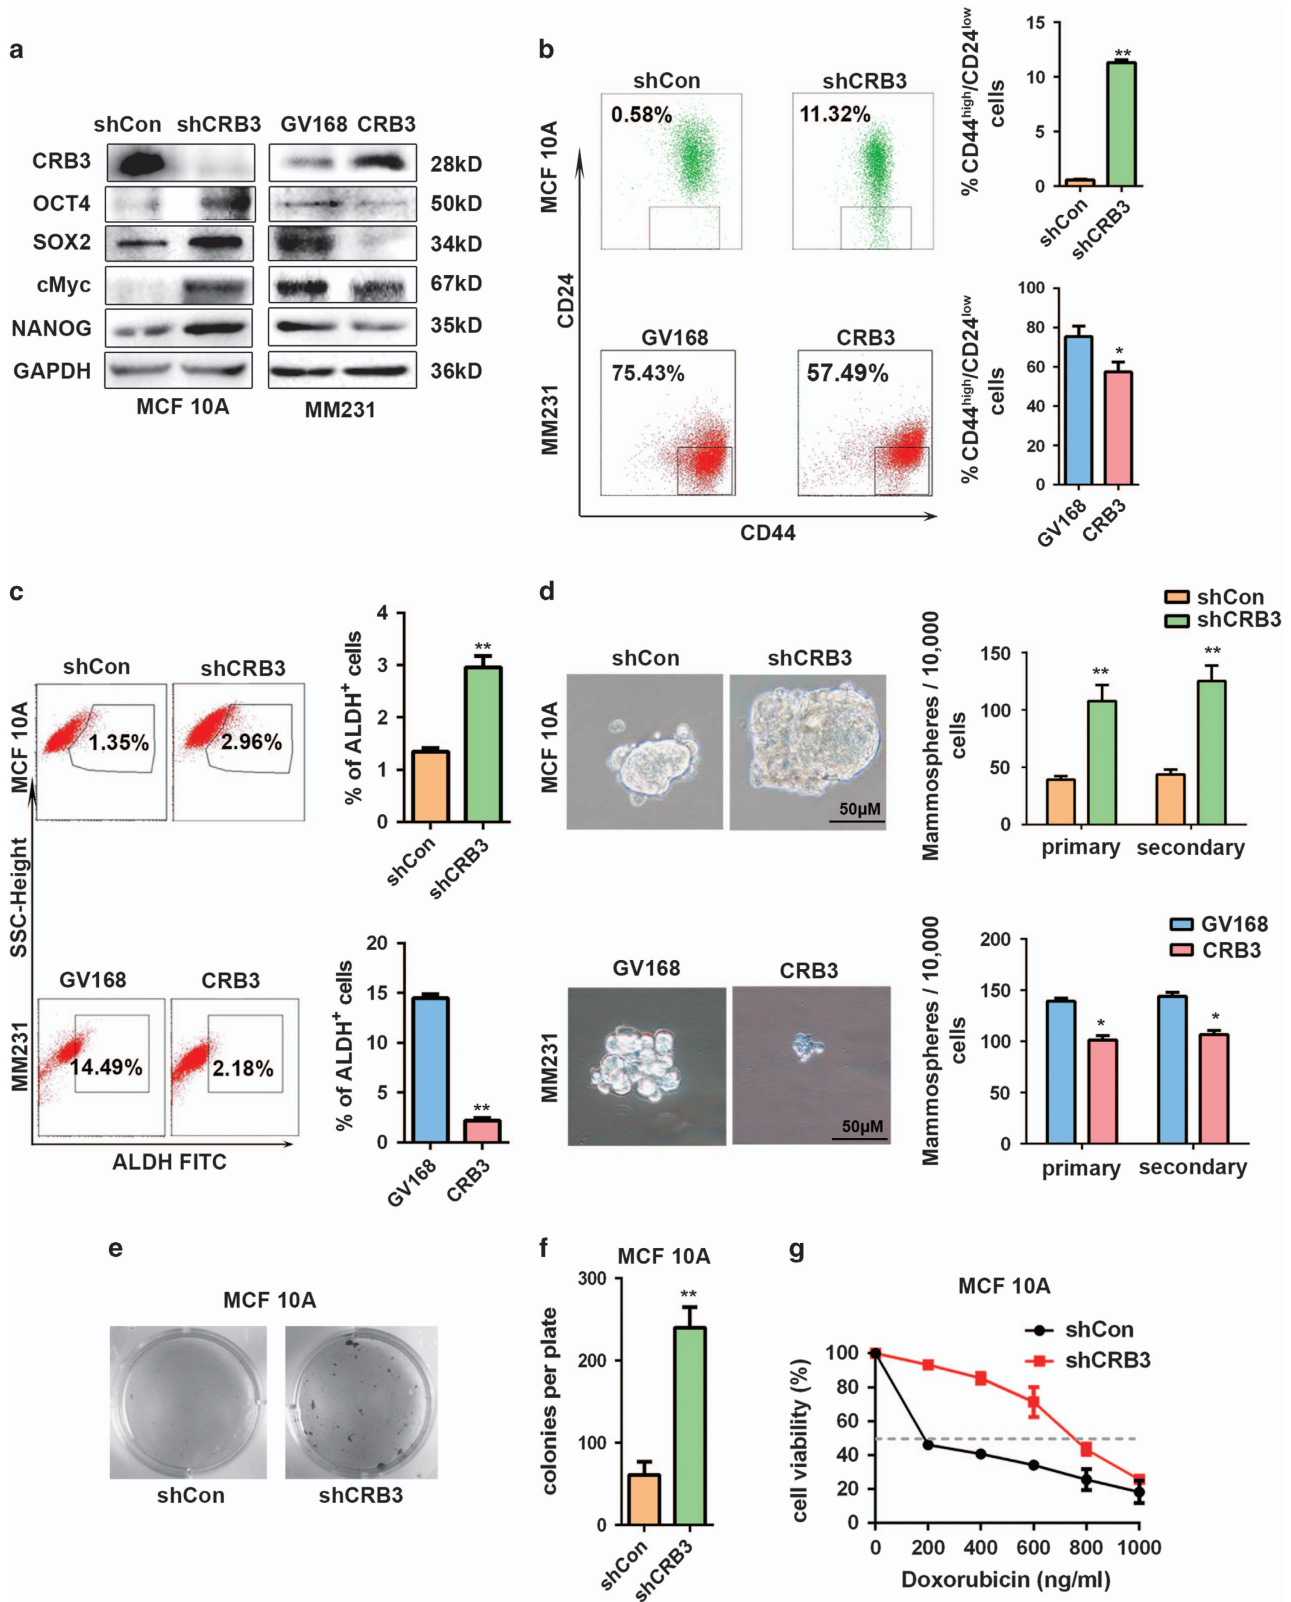 a
shCon shCRB3 GV168 CRB3
CRB3 28kD
OCT4 50kD
SOX2 34kD
cMyc 67kD
NANOG 35kD
GAPDH 36kD
MCF 10A MM231
b
shCon shCRB3
MCF 10A
0.58% 11.32%
CD24
GV168 CRB3
MM231
75.43% 57.49%
CD44
% CD44high/CD24low
cells
15
10
5
0
shCon shCRB3
**
% CD44high/CD24low
cells
100
80
60
40
20
0
GV168 CRB3
*
c
shCon shCRB3
MCF 10A
1.35% 2.96%
SSC-Height
GV168 CRB3
MM231
14.49% 2.18%
ALDH FITC
% of ALDH+ cells
4
3
2
1
0
shCon shCRB3
**
% of ALDH+ cells
20
15
10
5
0
GV168 CRB3
**
d
shCon shCRB3
MCF 10A
50µM
GV168 CRB3
MM231
50µM
shCon
shCRB3
Mammospheres / 10,000
cells
150
100
50
0
** **
primary secondary
GV168
CRB3
Mammospheres / 10,000
cells
200
150
100
50
0
* *
primary secondary
e
MCF 10A
shCon shCRB3
f
MCF 10A
colonies per plate
300
200
100
0
**
shCon shCRB3
g
MCF 10A
shCon
shCRB3
cell viability (%)
100
80
60
40
20
0
0 200 400 600 800 1000
Doxorubicin (ng/ml)